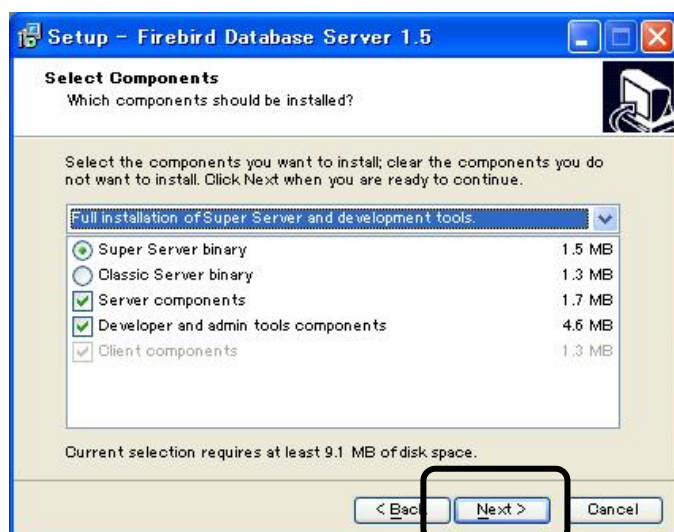 Setup - Firebird Database Server 1.5
Select Components
Which components should be installed?
Select the components you want to install; clear the components you do
not want to install. Click Next when you are ready to continue.
Full installation of Super Server and development tools.
Super Server binary 1.5 MB
Classic Server binary 1.3 MB
Server components 1.7 MB
Developer and admin tools components 4.6 MB
Client components 1.3 MB
Current selection requires at least 9.1 MB of disk space.
< Back Next > Cancel